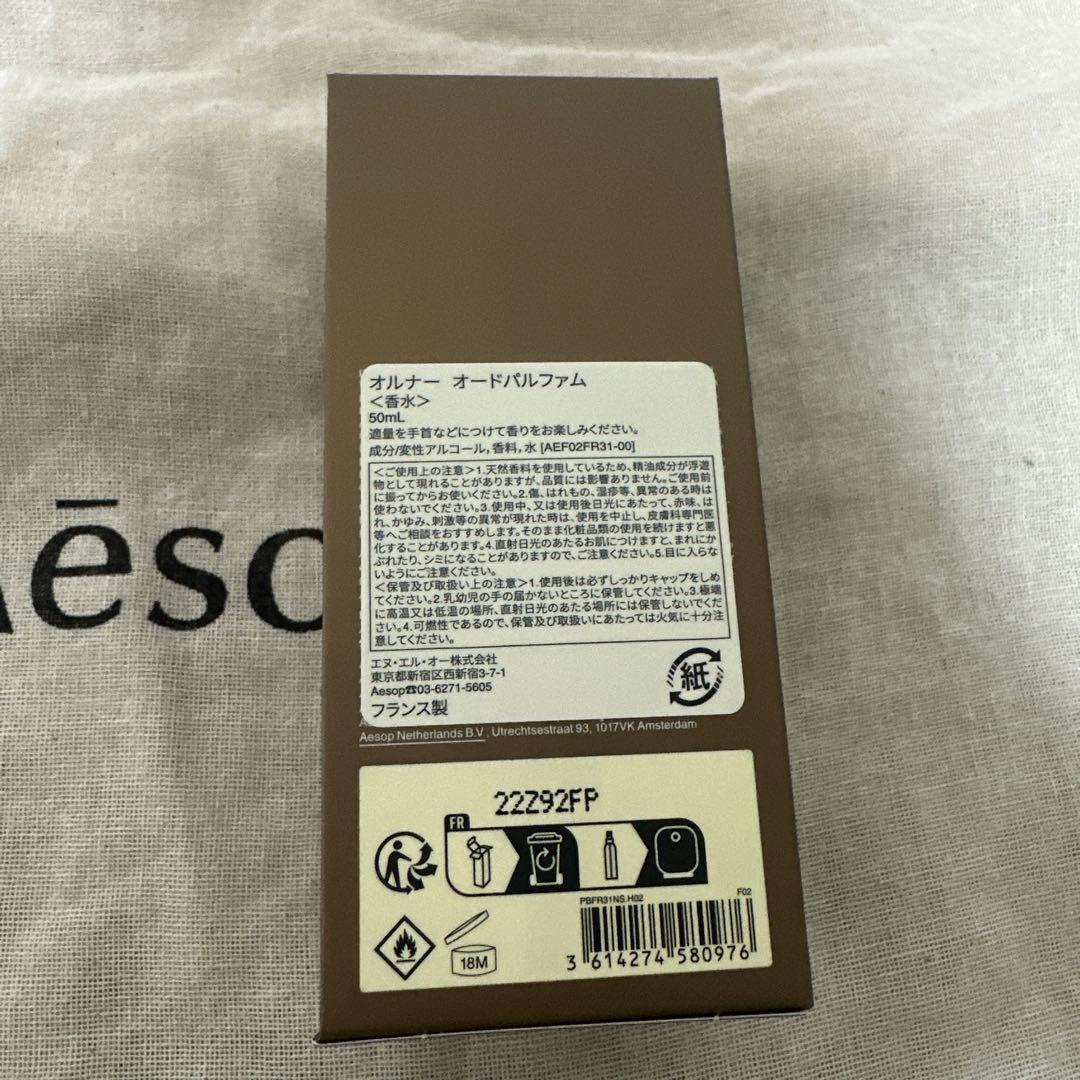 ēso
オルナー オードパルファム
＜香水＞
50mL
適量を手首などにつけて香りをお楽しみください。
成分/変性アルコール，香料，水 [AEF02FR31-00]
＜ご使用上の注意＞1.天然香料を使用しているため、精油成分が浮遊
物として現れることがありますが、品質には影響ありません。ご使用前
に振ってからお使いください。2.傷、はれもの、湿疹等、異常のある時は
使わないでください。3.使用中、又は使用後日光にあたって、赤味、は
れ、かゆみ、刺激等の異常が現れた時は、使用を中止し、皮膚科専門医
等へご相談をおすすめします。そのまま化粧品類の使用を続けますと悪
化することがあります。4.直射日光のあたるお肌につけますと、まれにか
ぶれたり、シミになることがありますので、ご注意ください。5.目に入らな
いようにご注意ください。
＜保管及び取扱い上の注意＞1.使用後は必ずしっかりキャップをしめ
てください。2.乳幼児の手の届かないところに保管してください。3.極端
に高温又は低温の場所、直射日光のあたる場所には保管しないでくだ
さい。4.可燃性であるので、保管及び取扱いにあたっては火気に十分注
意してください。
エヌ・エル・オー株式会社
東京都新宿区西新宿3-7-1
Aesop☎03-6271-5605
フランス製
紙
Aesop Netherlands B.V., Utrechtsestraat 93, 1017VK Amsterdam
22Z92FP
FR
PBFR31NS.H02
F02
18M
3 614274 580976